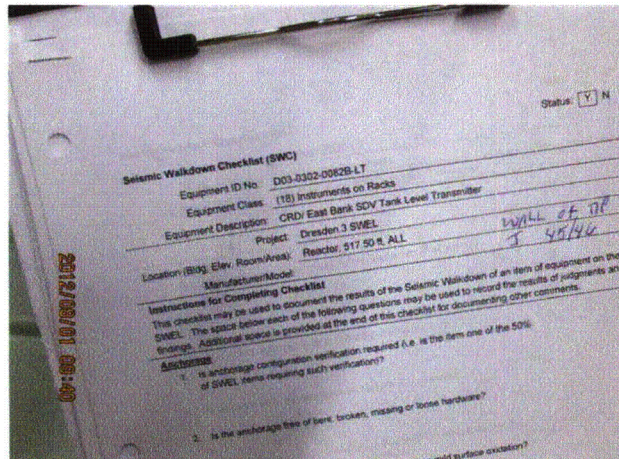 Status: Y N
Seismic Walkdown Checklist (SWC)
Equipment ID No. D03-0302-0082B-LT
Equipment Class (18) Instruments on Racks
Equipment Description CRD/ East Bank SDV Tank Level Transmitter
Project: Dresden 3 SWEL
Location (Bldg, Elev, Room/Area): Reactor, 517.50 ft, ALL
WALL of
J 45/46
Manufacturer/Model:
Instructions for Completing Checklist
This checklist may be used to document the results of the Seismic Walkdown of an item of equipment on the
SWEL. The space below each of the following questions may be used to record the results of judgments and
findings. Additional space is provided at the end of this checklist for documenting other comments.
Anchorage
1. Is anchorage configuration verification required (i.e. is the item one of the 50%
of SWEL items requiring such verification)?
2. Is the anchorage free of bent, broken, missing or loose hardware?
mild surface oxidation?
2012/08/01 08:40